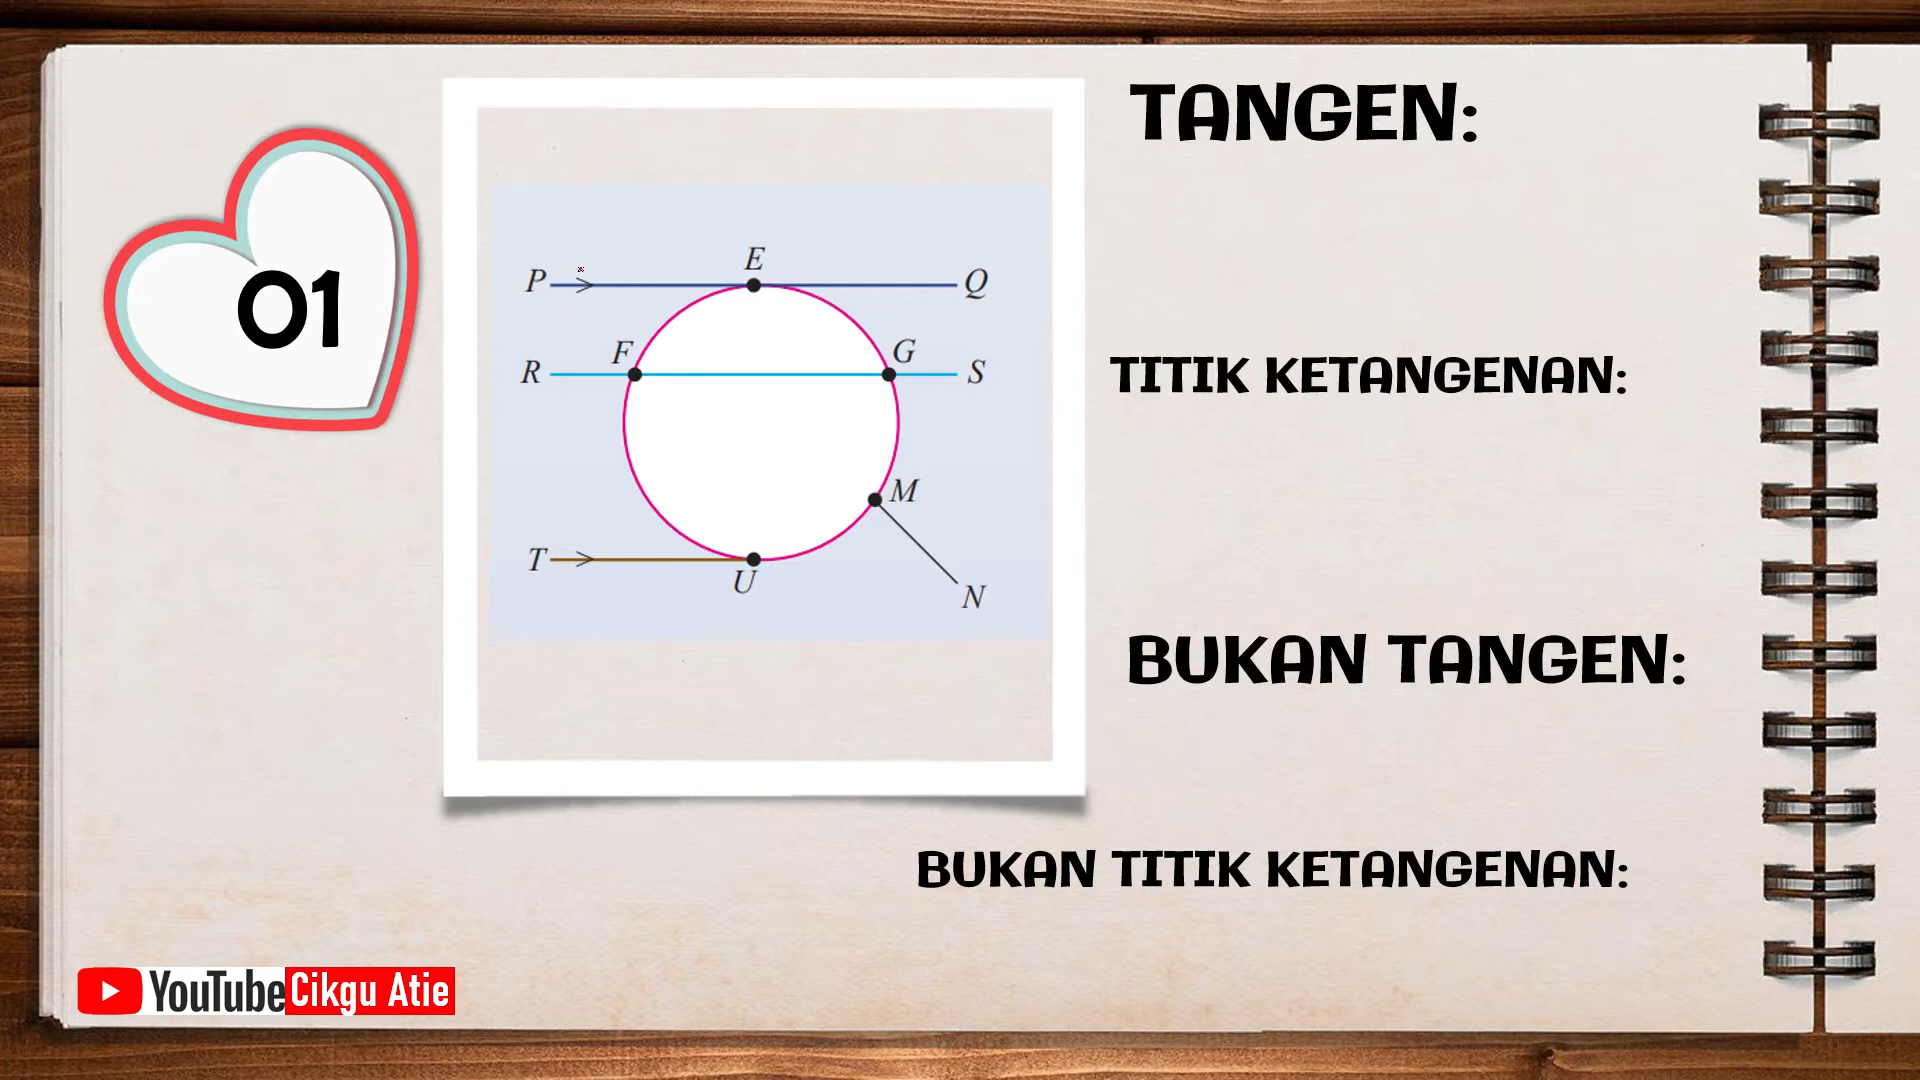 01
E
P
Q
F
G
R
S
M
T
U
N
TANGEN:
TITIK KETANGENAN:
BUKAN TANGEN:
BUKAN TITIK KETANGENAN:
YouTube Cikgu Atie